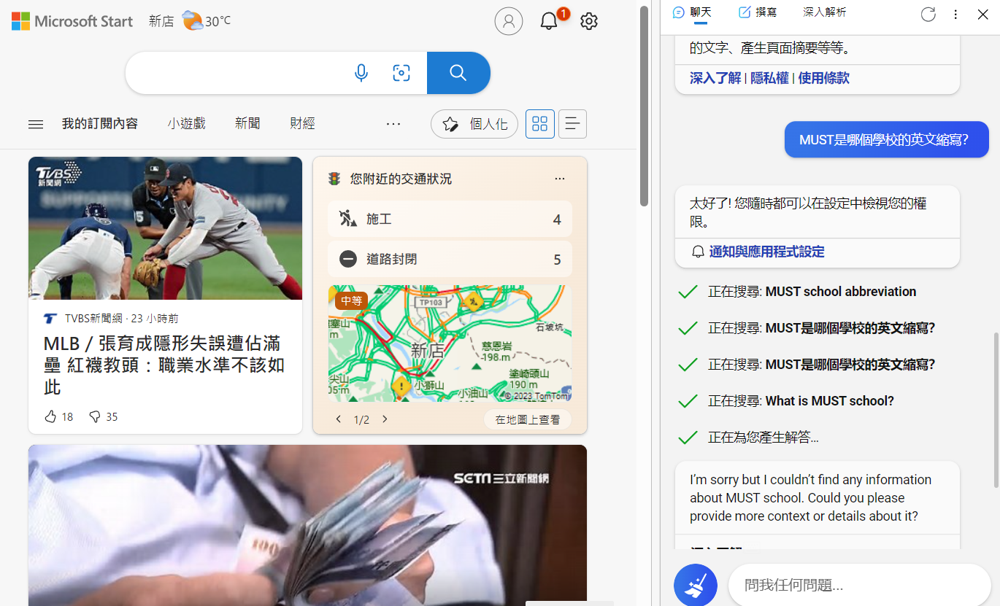 Microsoft Start
新店
30°C
1
我的訂閱內容
小遊戲
新聞
財經
...
個人化
TVBS
新聞網
TVBS新聞網 · 23 小時前
MLB / 張育成隱形失誤遭佔滿
壘 紅襪教頭：職業水準不該如
此
18
35
您附近的交通狀況
...
施工
4
道路封閉
5
中等
TP103
石坡坑
塞山
m
新店
慈恩岩
198.m
塗崎頭山
190 m
尖山
05 m
小獅山
小油山
© 2023 TomTom
1/2
在地圖上查看
SETN三立新聞網
100
聊天
撰寫
深入解析
的文字、產生頁面摘要等等。
深入了解 | 隱私權 | 使用條款
MUST是哪個學校的英文縮寫?
太好了! 您隨時都可以在設定中檢視您的權
限。
通知與應用程式設定
正在搜尋: MUST school abbreviation
正在搜尋: MUST是哪個學校的英文縮寫?
正在搜尋: MUST是哪個學校的英文縮寫?
正在搜尋: What is MUST school?
正在為您產生解答...
I'm sorry but I couldn't find any information
about MUST school. Could you please
provide more context or details about it?
問我任何問題...